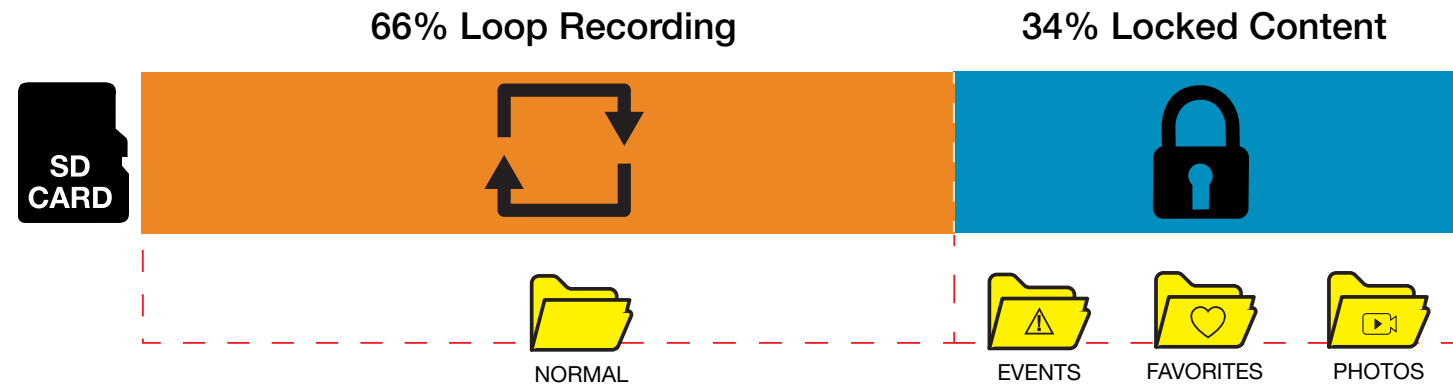 66% Loop Recording
34% Locked Content
SD
CARD
NORMAL
EVENTS
FAVORITES
PHOTOS